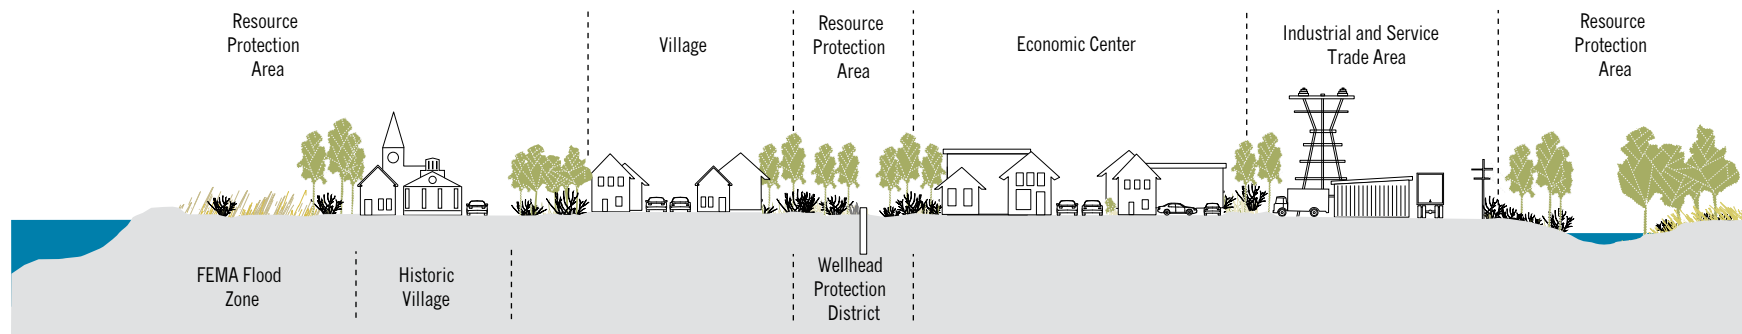 Resource
Protection
Area
Village
Resource
Protection
Area
Economic Center
Industrial and Service
Trade Area
Resource
Protection
Area
FEMA Flood
Zone
Historic
Village
Wellhead
Protection
District